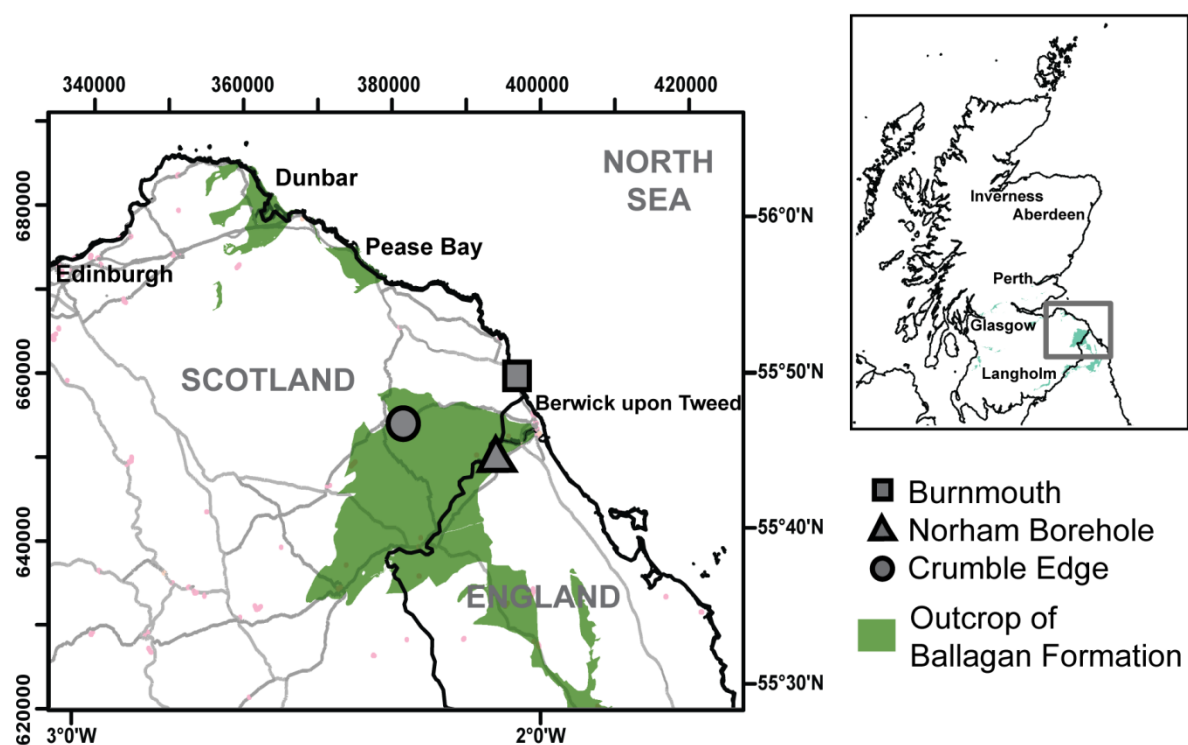 340000 360000 380000 400000 420000
680000
660000
640000
620000
NORTH
SEA
Dunbar
Pease Bay
Edinburgh
SCOTLAND
Berwick upon Tweed
ENGLAND
56°0'N
55°50'N
55°40'N
55°30'N
3°0'W 2°0'W
Inverness
Aberdeen
Perth
Glasgow
Langholm
Burnmouth
Norham Borehole
Crumble Edge
Outcrop of
Ballagan Formation